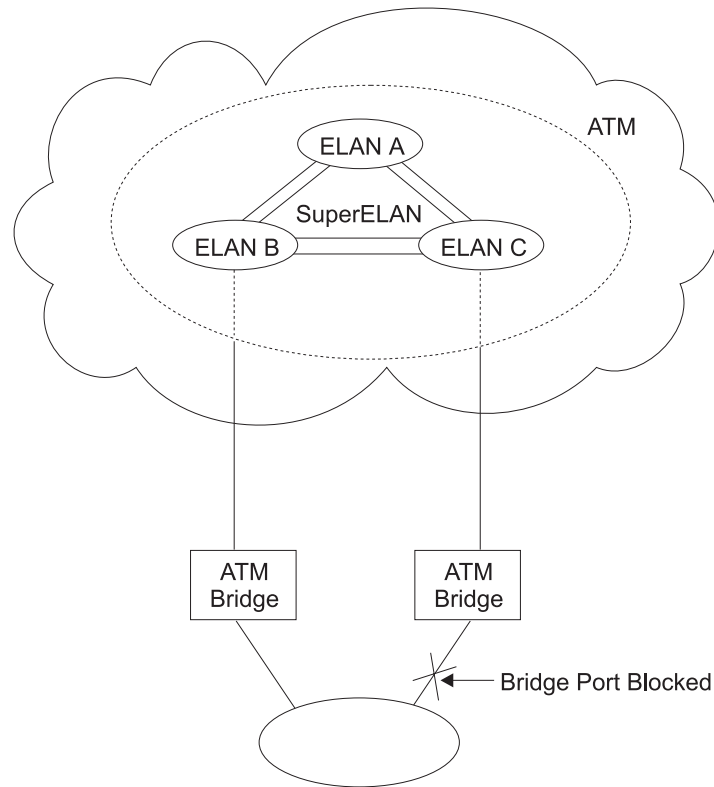 ATM
ELAN A
SuperELAN
ELAN B
ELAN C
ATM
Bridge
ATM
Bridge
Bridge Port Blocked